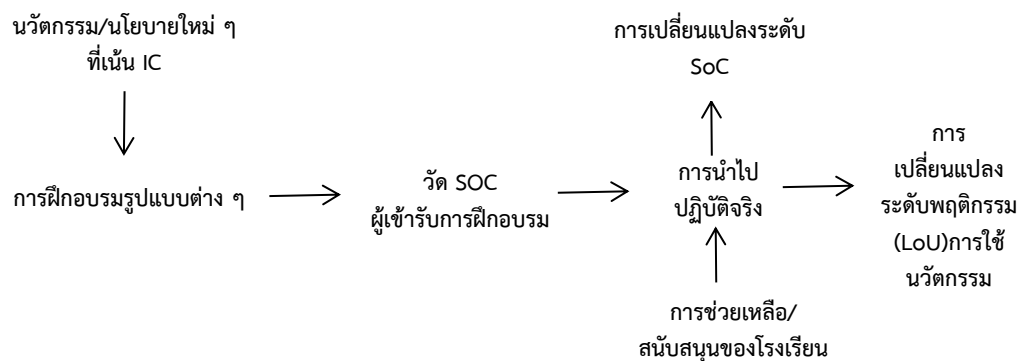 นวัตกรรม/นโยบายใหม่ ๆ
ที่เน้น IC
การเปลี่ยนแปลงระดับ
SoC
การฝึกอบรมรูปแบบต่าง ๆ
วัด SOC
ผู้เข้ารับการฝึกอบรม
การนำไป
ปฏิบัติจริง
การ
เปลี่ยนแปลง
ระดับพฤติกรรม
(LoU)การใช้
นวัตกรรม
การช่วยเหลือ/
สนับสนุนของโรงเรียน